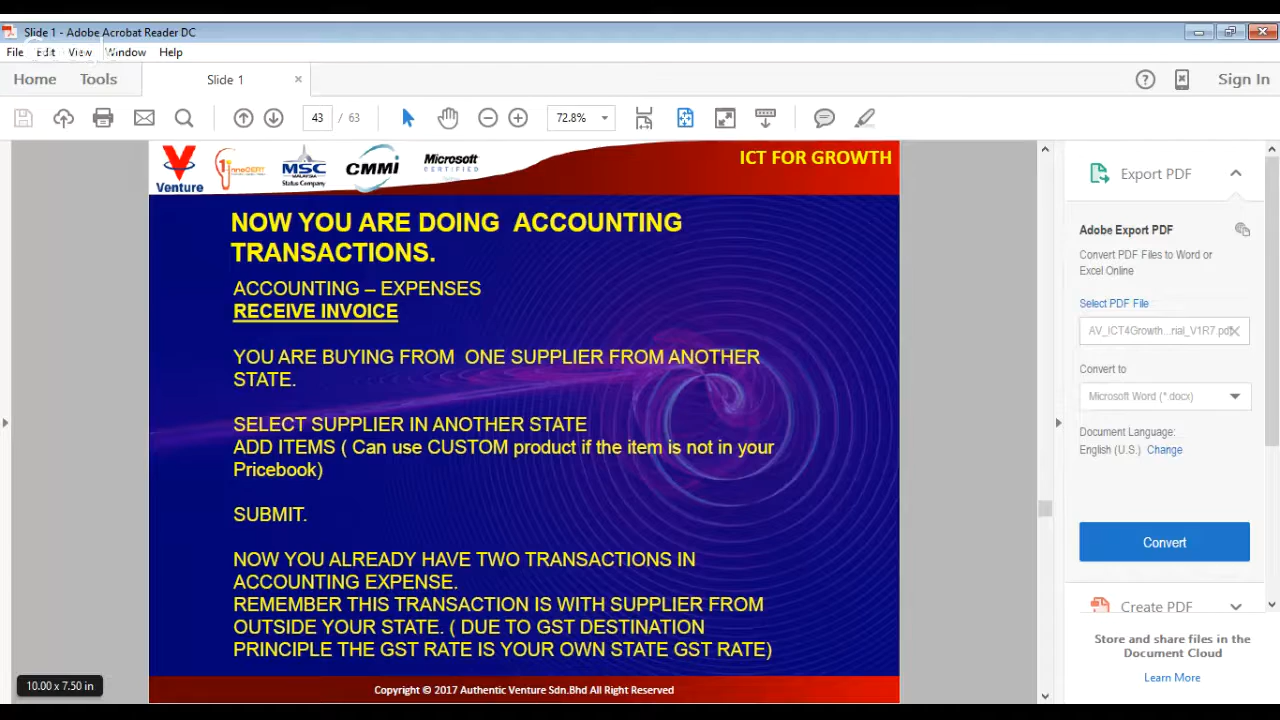 Slide 1 - Adobe Acrobat Reader DC
File Edit View Window Help
Home Tools Slide 1 × Sign In
43 / 63 72.8%
Venture
MSC
MALAYSIA
Status Company
CMMI
Microsoft
CERTIFIED
ICT FOR GROWTH
NOW YOU ARE DOING ACCOUNTING
TRANSACTIONS.
ACCOUNTING – EXPENSES
RECEIVE INVOICE
YOU ARE BUYING FROM ONE SUPPLIER FROM ANOTHER
STATE.
SELECT SUPPLIER IN ANOTHER STATE
ADD ITEMS ( Can use CUSTOM product if the item is not in your
Pricebook)
SUBMIT.
NOW YOU ALREADY HAVE TWO TRANSACTIONS IN
ACCOUNTING EXPENSE.
REMEMBER THIS TRANSACTION IS WITH SUPPLIER FROM
OUTSIDE YOUR STATE. ( DUE TO GST DESTINATION
PRINCIPLE THE GST RATE IS YOUR OWN STATE GST RATE)
Copyright © 2017 Authentic Venture Sdn.Bhd All Right Reserved
10.00 x 7.50 in
Export PDF
Adobe Export PDF
Convert PDF Files to Word or
Excel Online
Select PDF File
AV_ICT4Growth...rial_V1R7.pdf
Convert to
Microsoft Word (*.docx)
Document Language:
English (U.S.) Change
Convert
Create PDF
Store and share files in the
Document Cloud
Learn More